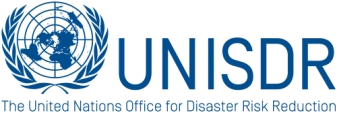 UNISDR
The United Nations Office for Disaster Risk Reduction